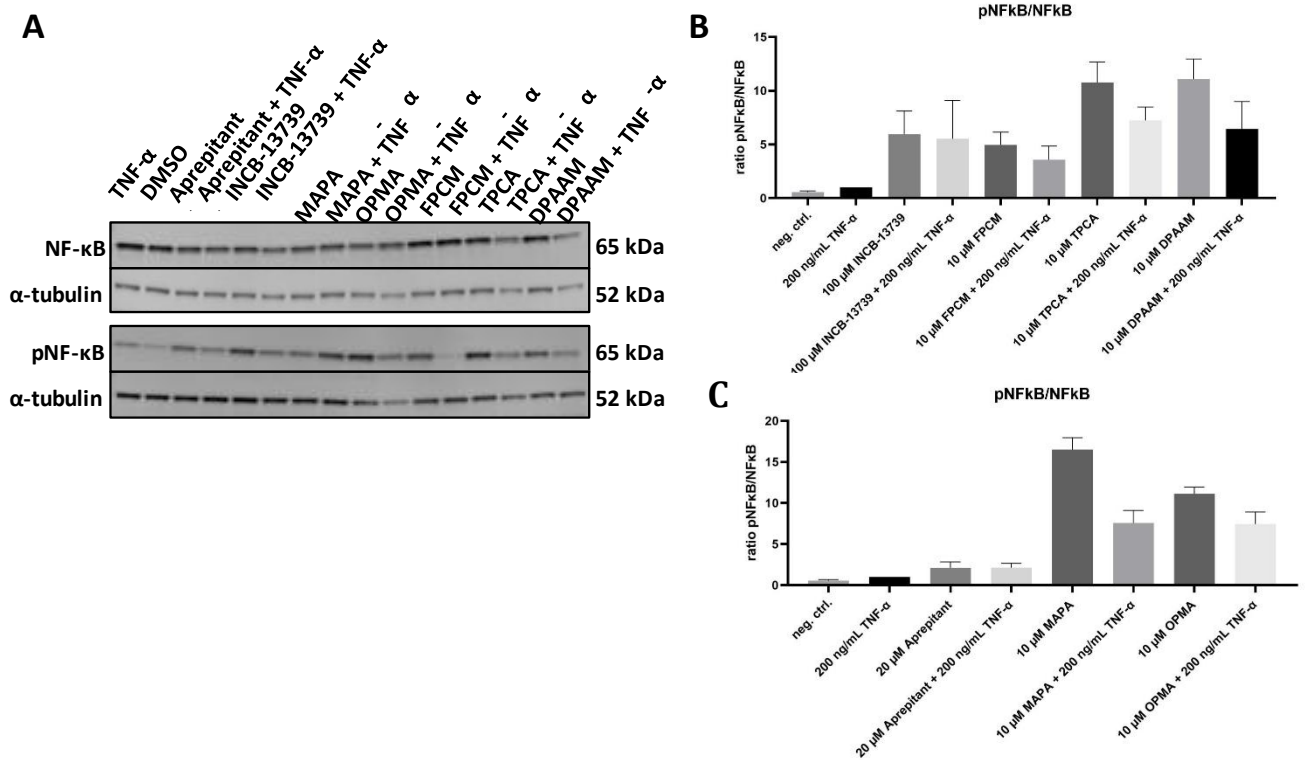 A
TNF-α
DMSO
Aprepitant
Aprepitant + TNF-α
INCB-13739
INCB-13739 + TNF-α
MAPA
MAPA + TNF-α
OPMA
OPMA + TNF-α
FPCM
FPCM + TNF-α
TPCA
TPCA + TNF-α
DPAAM
DPAAM + TNF-α
NF-κB
65 kDa
α-tubulin
52 kDa
pNF-κB
65 kDa
α-tubulin
52 kDa
B
pNFkB/NFkB
ratio pNFkB/NFkB
15
10
5
0
neg. ctrl.
200 ng/mL TNF-α
100 µM INCB-13739
100 µM INCB-13739 + 200 ng/mL TNF-α
10 µM FPCM
10 µM FPCM + 200 ng/mL TNF-α
10 µM TPCA
10 µM TPCA + 200 ng/mL TNF-α
10 µM DPAAM
10 µM DPAAM + 200 ng/mL TNF-α
C
pNFkB/NFkB
ratio pNFκB/NFκB
20
15
10
5
0
neg. ctrl.
200 ng/mL TNF-α
20 µM Aprepitant
20 µM Aprepitant + 200 ng/mL TNF-α
10 µM MAPA
10 µM MAPA + 200 ng/mL TNF-α
10 µM OPMA
10 µM OPMA + 200 ng/mL TNF-α